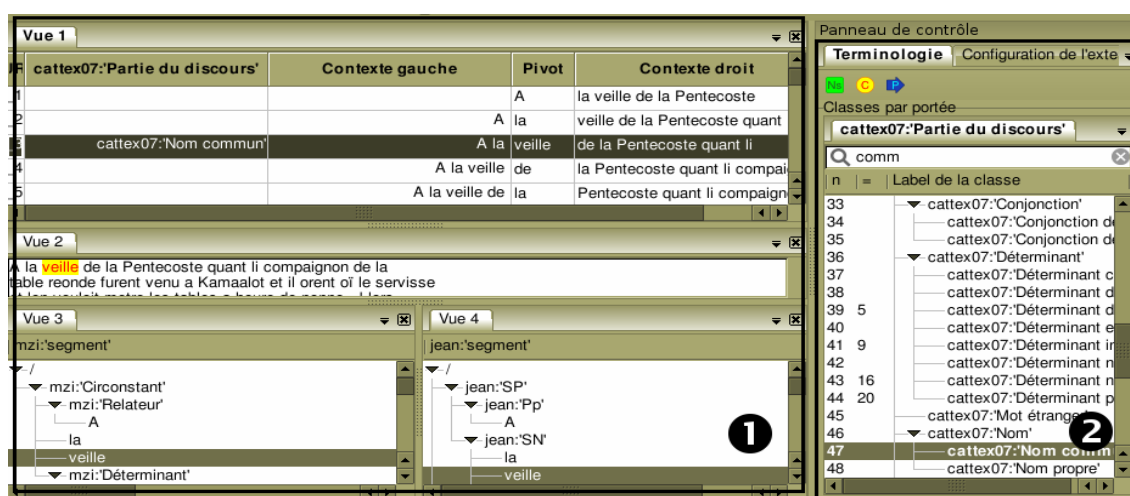 Vue 1
cattex07:'Partie du discours' Contexte gauche Pivot Contexte droit
1 A la veille de la Pentecoste
2 A la veille de la Pentecoste quant
cattex07:'Nom commun' A la veille de la Pentecoste quant li
4 A la veille de la Pentecoste quant li compai
5 A la veille de la Pentecoste quant li compaign
Vue 2
A la veille de la Pentecoste quant li compaignon de la
table reonde furent venu a Kamaalot et il orent oï le servisse
Vue 3
mzi:'segment'
/
mzi:'Circonstant'
mzi:'Relateur'
A
la
veille
mzi:'Déterminant'
Vue 4
jean:'segment'
/
jean:'SP'
jean:'Pp'
A
jean:'SN'
la
veille
1
Panneau de contrôle
Terminologie Configuration de l'exte
Ns C P
Classes par portée
cattex07:'Partie du discours'
comm
n = Label de la classe
33 cattex07:'Conjonction'
34 cattex07:'Conjonction de
35 cattex07:'Conjonction de
36 cattex07:'Déterminant'
37 cattex07:'Déterminant c
38 cattex07:'Déterminant d
39 5 cattex07:'Déterminant d
40 cattex07:'Déterminant e
41 9 cattex07:'Déterminant in
42 cattex07:'Déterminant n
43 16 cattex07:'Déterminant n
44 20 cattex07:'Déterminant p
45 cattex07:'Mot étranger
46 cattex07:'Nom'
47 cattex07:'Nom comm
48 cattex07:'Nom propre'
2